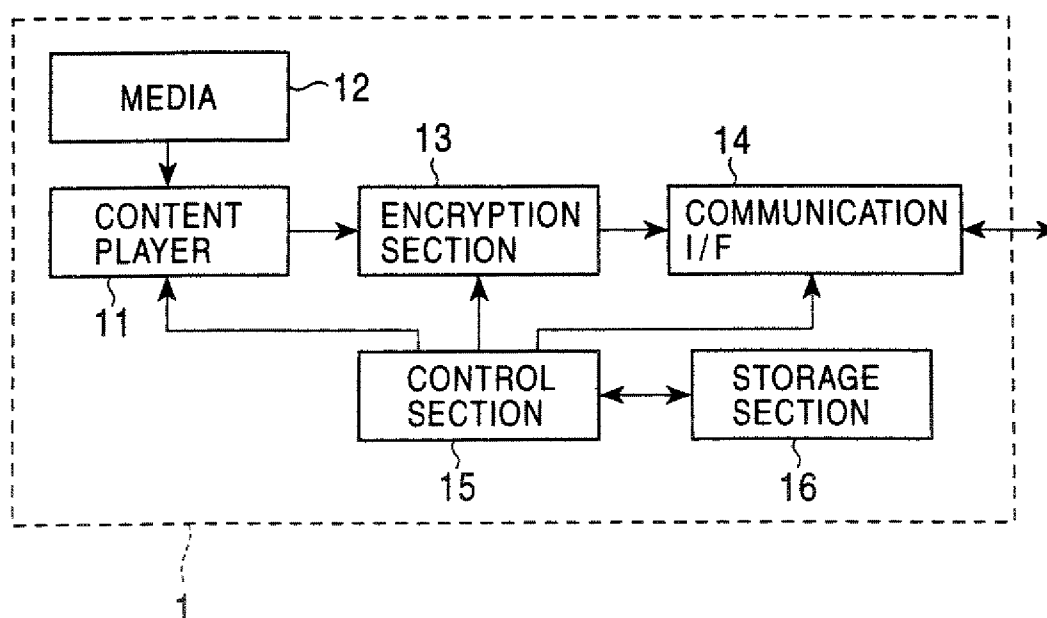 MEDIA
12
13
14
CONTENT
PLAYER
ENCRYPTION
SECTION
COMMUNICATION
I/F
11
CONTROL
SECTION
STORAGE
SECTION
15
16
1